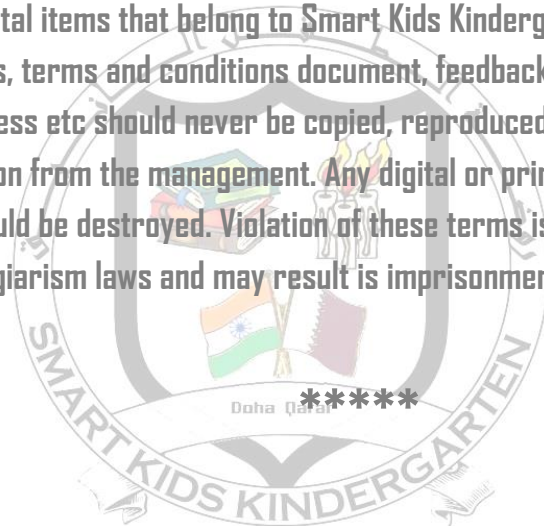 tal items that belong to Smart Kids Kinderg
s, terms and conditions document, feedback
ess etc should never be copied, reproduced
on from the management. Any digital or prin
uld be destroyed. Violation of these terms is
giarism laws and may result is imprisonmen
*****
Doha Qatar
SMART KIDS KINDERGARTEN